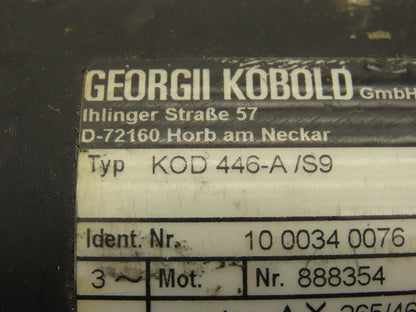 GEORGII KOBOLD GmbH
Ihlinger Straße 57
D-72160 Horb am Neckar
Typ KOD 446-A /S9
Ident. Nr. 10 0034 0076
3 ~ Mot. Nr. 888354